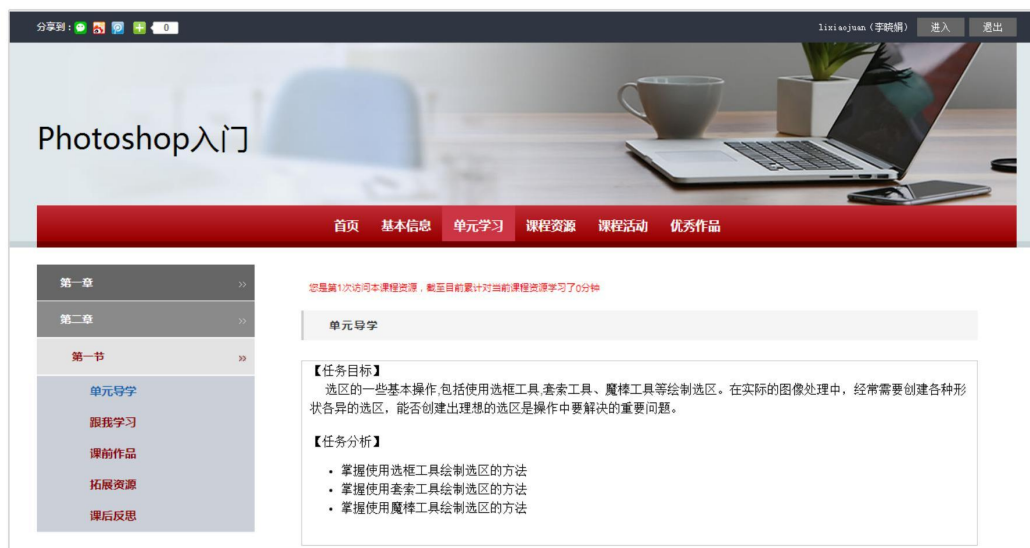 分享到：
0
lixiaojuan（李晓娟） 进入 退出
Photoshop入门
首页 基本信息 单元学习 课程资源 课程活动 优秀作品
第一章 »
第二章 »
第一节 »
单元导学
跟我学习
课前作品
拓展资源
课后反思
您是第1次访问本课程资源，截至目前累计对当前课程资源学习了0分钟
单元导学
【任务目标】
选区的一些基本操作,包括使用选框工具,套索工具、魔棒工具等绘制选区。在实际的图像处理中，经常需要创建各种形
状各异的选区，能否创建出理想的选区是操作中要解决的重要问题。
【任务分析】
• 掌握使用选框工具绘制选区的方法
• 掌握使用套索工具绘制选区的方法
• 掌握使用魔棒工具绘制选区的方法